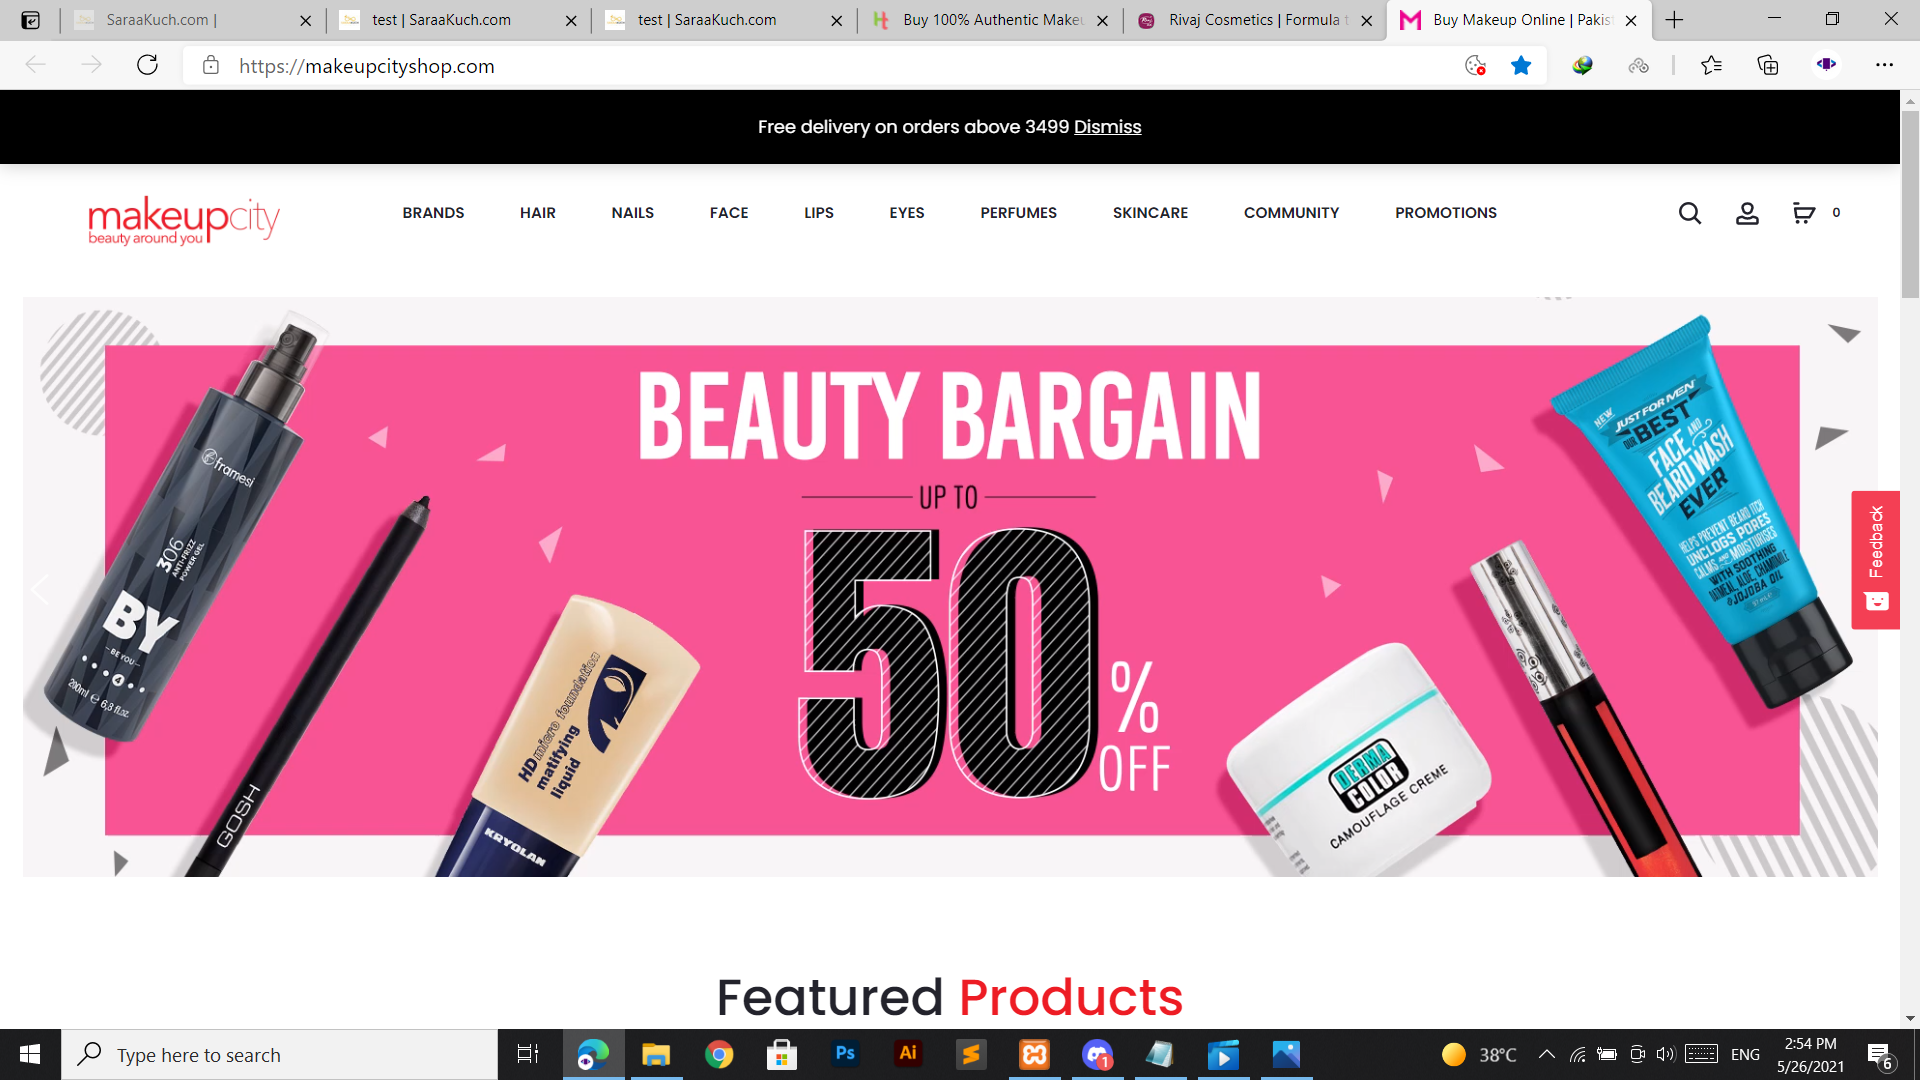 SaraaKuch.com |
test | SaraaKuch.com
test | SaraaKuch.com
Buy 100% Authentic Makeu
Rivaj Cosmetics | Formula t
Buy Makeup Online | Pakist
https://makeupcityshop.com
Free delivery on orders above 3499 Dismiss
makeupcity
beauty around you
BRANDS
HAIR
NAILS
FACE
LIPS
EYES
PERFUMES
SKINCARE
COMMUNITY
PROMOTIONS
0
BEAUTY BARGAIN
UP TO
50
%
OFF
framesi
306
ANTI-FRIZZ
POWER GEL
BY
BE YOU
4
200ml e 6,8 fl.oz.
GOSH
HD micro foundation
matifying
liquid
KRYOLAN
DERMA
COLOR
CAMOUFLAGE CREME
NEW
JUST FOR MEN
OUR BEST
FACE AND
BEARD WASH
EVER
HELPS PREVENT BEARD ITCH
UNCLOGS PORES
CALMS AND MOISTURISES
WITH SOOTHING
OATMEAL, ALOE, CHAMOMILE
& JOJOBA OIL
Feedback
Featured Products
Type here to search
Ps
Ai
1
38°C
ENG
2:54 PM
5/26/2021
6